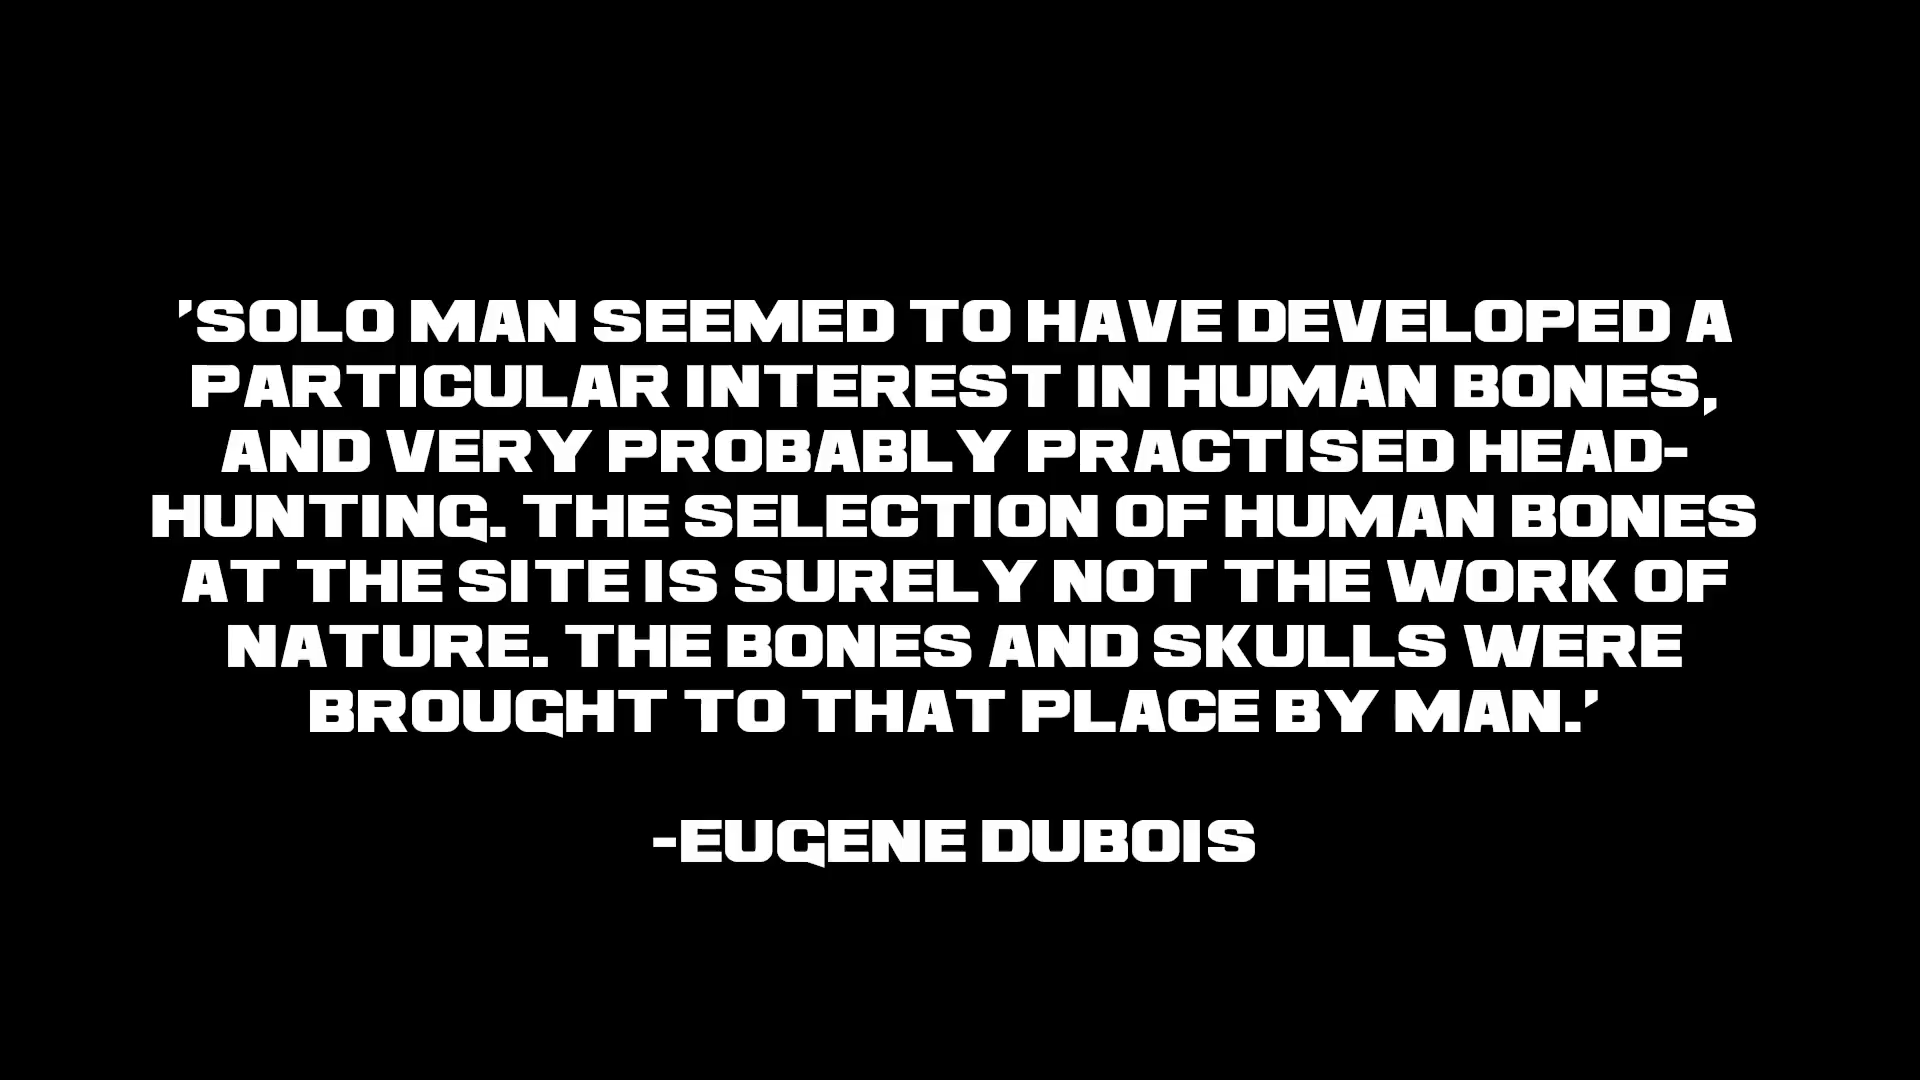 'SOLO MAN SEEMED TO HAVE DEVELOPED A
PARTICULAR INTEREST IN HUMAN BONES,
AND VERY PROBABLY PRACTISED HEAD-
HUNTING. THE SELECTION OF HUMAN BONES
AT THE SITE IS SURELY NOT THE WORK OF
NATURE. THE BONES AND SKULLS WERE
BROUGHT TO THAT PLACE BY MAN.'
-EUGENE DUBOIS